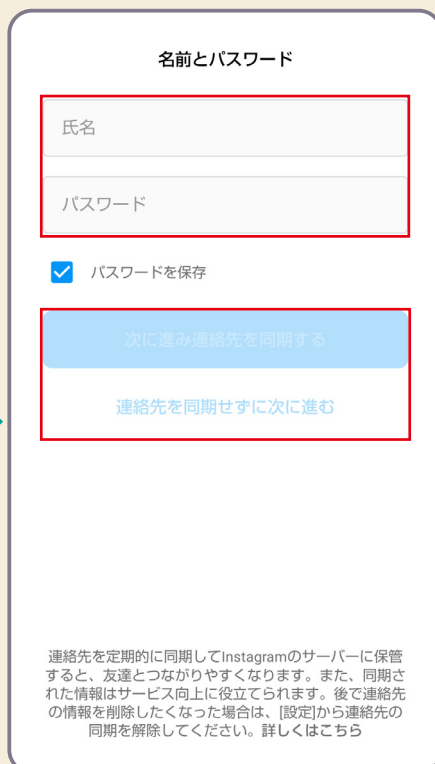 名前とパスワード
氏名
パスワード
パスワードを保存
次に進み連絡先を同期する
連絡先を同期せずに次に進む
連絡先を定期的に同期してInstagramのサーバーに保管
すると、友達とつながりやすくなります。また、同期さ
れた情報はサービス向上に役立てられます。後で連絡先
の情報を削除したくなった場合は、[設定]から連絡先の
同期を解除してください。詳しくはこちら